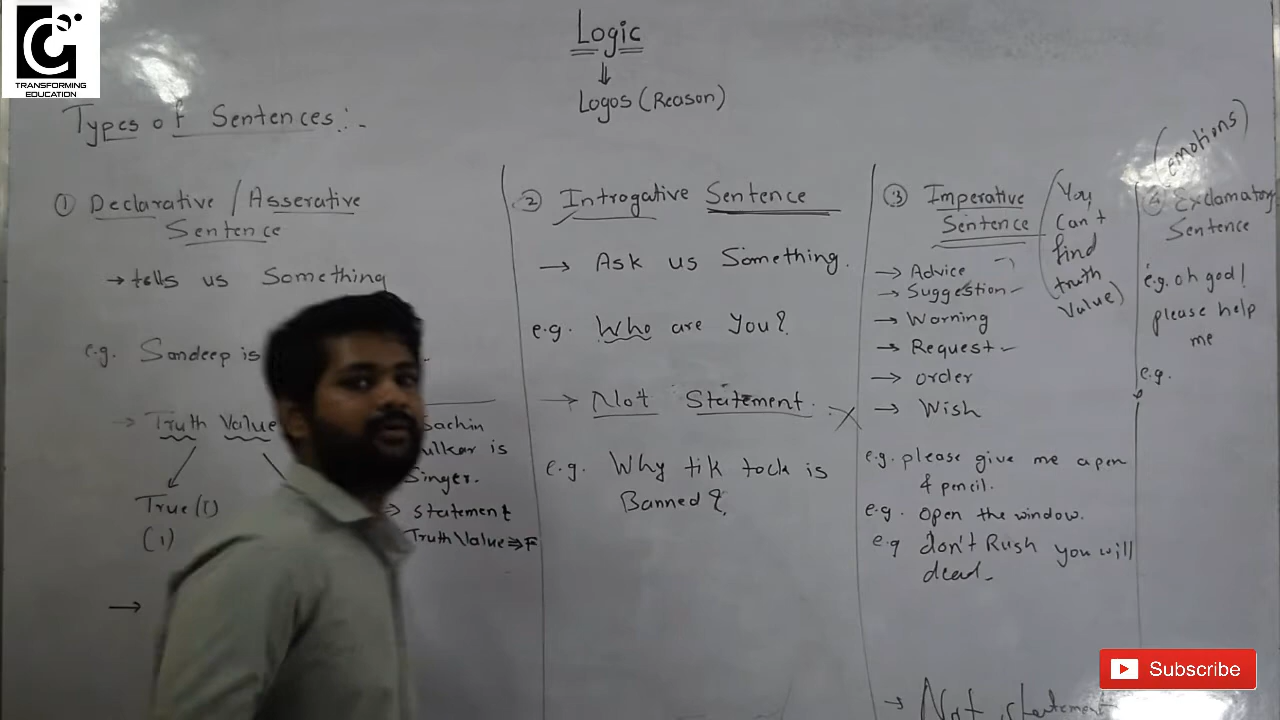 TRANSFORMING
EDUCATION
Logic
Logos (Reason)
Types of Sentences:-
① Declarative / Asserative
Sentence
→ tells us Something
e.g. Sandeep is
→ Truth Value
True (1)
(1)
→
Singer.
→ statement
Truth Value ⇒ F
② Introgative Sentence
→ Ask us Something.
e.g. Who are You?
→ Not Statement
e.g. Why tik tock is
Banned?
③ Imperative
Sentence
(You
Can't
find
truth
Value)
→ Advice
→ Suggestion
→ Warning
→ Request
→ order
→ Wish
e.g. please give me a pen
& pencil.
e.g. open the window.
e.g don't Rush you will
dead.
→ Not statement
(emotions)
④ Exclamatory
Sentence
e.g. oh god!
please help
me
e.g.
Subscribe